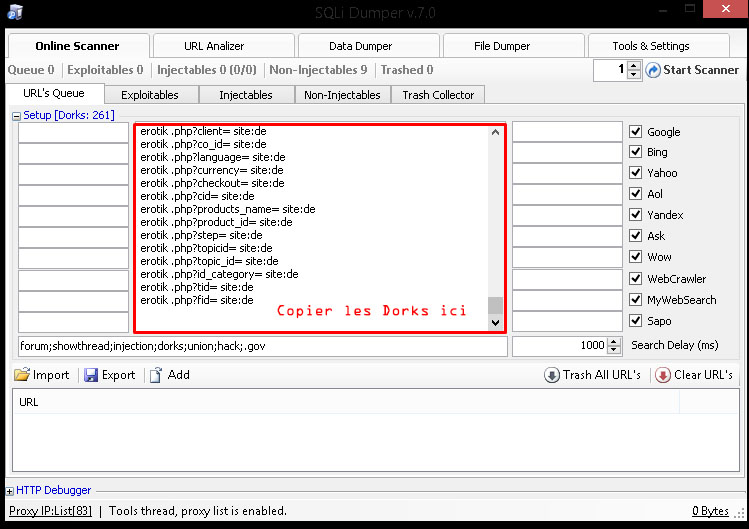 SQLi Dumper v.7.0
Online Scanner URL Analizer Data Dumper File Dumper Tools & Settings
Queue 0 Exploitables 0 Injectables 0 (0/0) Non-Injectables 9 Trashed 0 1 Start Scanner
URL's Queue Exploitables Injectables Non-Injectables Trash Collector
Setup [Dorks: 261]
erotik .php?client= site:de
erotik .php?co_id= site:de
erotik .php?language= site:de
erotik .php?currency= site:de
erotik .php?checkout= site:de
erotik .php?cid= site:de
erotik .php?products_name= site:de
erotik .php?product_id= site:de
erotik .php?step= site:de
erotik .php?topicid= site:de
erotik .php?topic_id= site:de
erotik .php?id_category= site:de
erotik .php?tid= site:de
erotik .php?fid= site:de
Copier les Dorks ici
Google
Bing
Yahoo
Aol
Yandex
Ask
Wow
WebCrawler
MyWebSearch
Sapo
forum;showthread;injection;dorks;union;hack;.gov 1000 Search Delay (ms)
Import Export Add Trash All URL's Clear URL's
URL
HTTP Debugger
Proxy IP:List[83] | Tools thread, proxy list is enabled. 0 Bytes